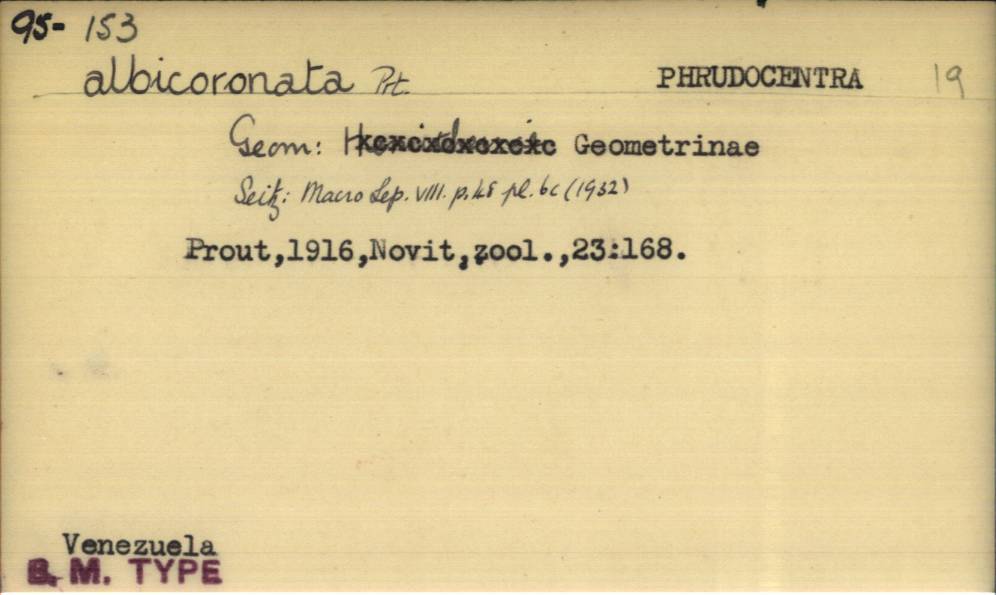 95- 153
albicoronata Prt. PHRUDOCENTRA 19
Geom: Geometrinae
Seitz: Macro Lep. VIII. p.48 pl. 6c (1932)
Prout,1916,Novit,zool.,23:168.
Venezuela
B. M. TYPE